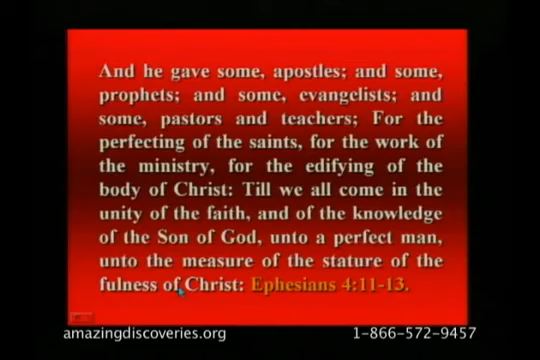 And he gave some, apostles; and some,
prophets; and some, evangelists; and
some, pastors and teachers; For the
perfecting of the saints, for the work of
the ministry, for the edifying of the
body of Christ: Till we all come in the
unity of the faith, and of the knowledge
of the Son of God, unto a perfect man,
unto the measure of the stature of the
fulness of Christ: Ephesians 4:11-13.
amazingdiscoveries.org 1-866-572-9457